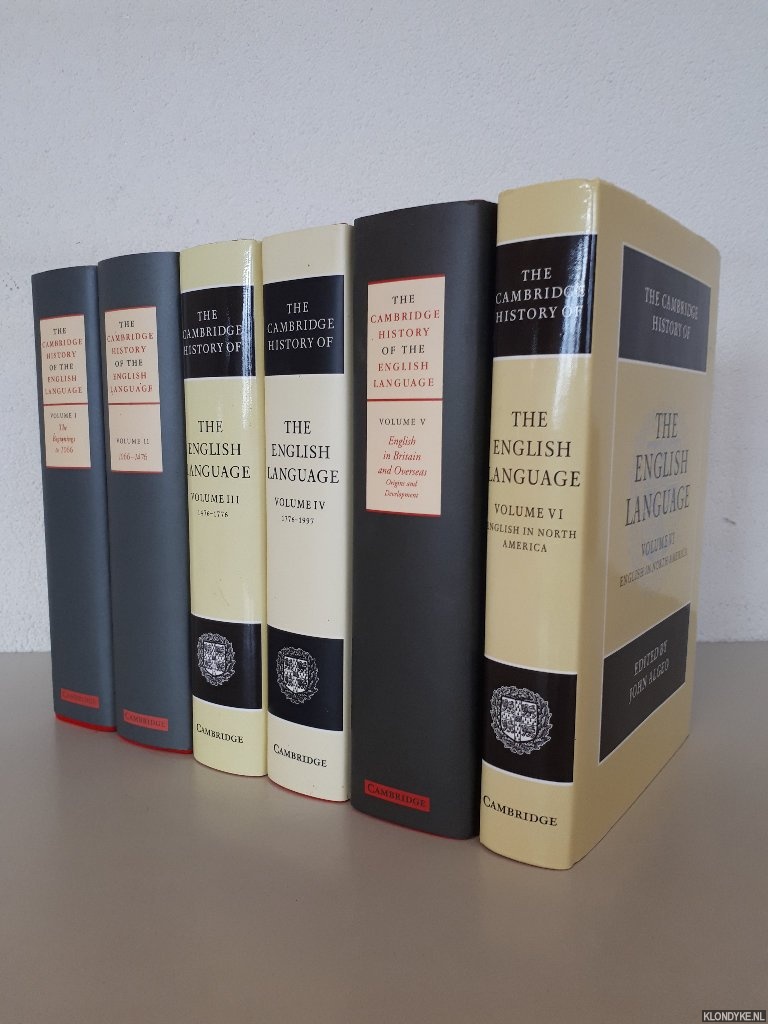 THE
CAMBRIDGE
HISTORY
OF THE
ENGLISH
LANGUAGE
VOLUME I
The
Beginnings
to 1066
CAMBRIDGE
THE
CAMBRIDGE
HISTORY
OF THE
ENGLISH
LANGUAGE
VOLUME II
1066–1476
CAMBRIDGE
THE
CAMBRIDGE
HISTORY OF
THE
ENGLISH
LANGUAGE
VOLUME III
1476–1776
CAMBRIDGE
THE
CAMBRIDGE
HISTORY OF
THE
ENGLISH
LANGUAGE
VOLUME IV
1776–1997
CAMBRIDGE
THE
CAMBRIDGE
HISTORY
OF THE
ENGLISH
LANGUAGE
VOLUME V
English
in Britain
and Overseas
Origins and
Development
CAMBRIDGE
THE
CAMBRIDGE
HISTORY OF
THE
ENGLISH
LANGUAGE
VOLUME VI
ENGLISH IN NORTH
AMERICA
CAMBRIDGE
THE CAMBRIDGE
HISTORY OF
THE
ENGLISH
LANGUAGE
VOLUME VI
ENGLISH IN NORTH AMERICA
EDITED BY
JOHN ALGEO
KLONDYKE.NL